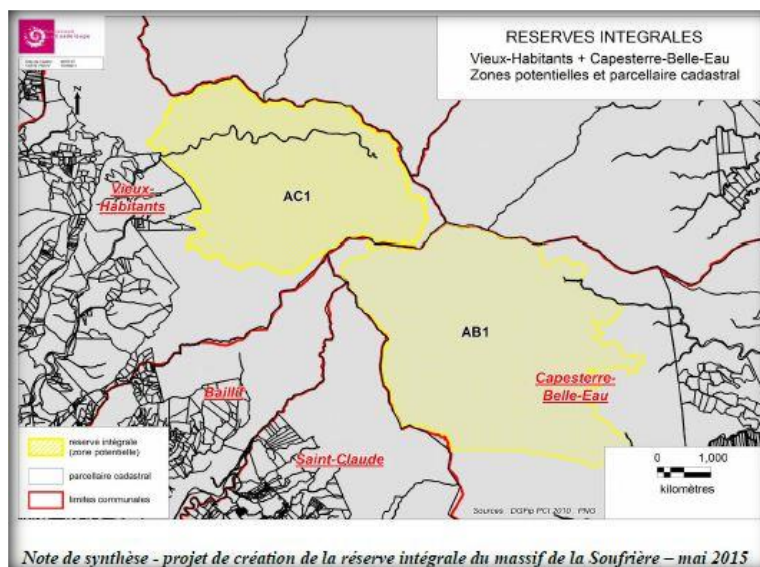 RESERVES INTEGRALES
Vieux-Habitants + Capesterre-Belle-Eau
Zones potentielles et parcellaire cadastral
N
AC1
Vieux-
Habitants
AB1
Capesterre-
Belle-Eau
Baillif
Saint-Claude
reserve intégrale
(zone potentielle)
parcellaire cadastral
limites communales
0 1,000
kilomètres
Sources : DGFip PCI 2010 PNG
Note de synthèse - projet de création de la réserve intégrale du massif de la Soufrière – mai 2015